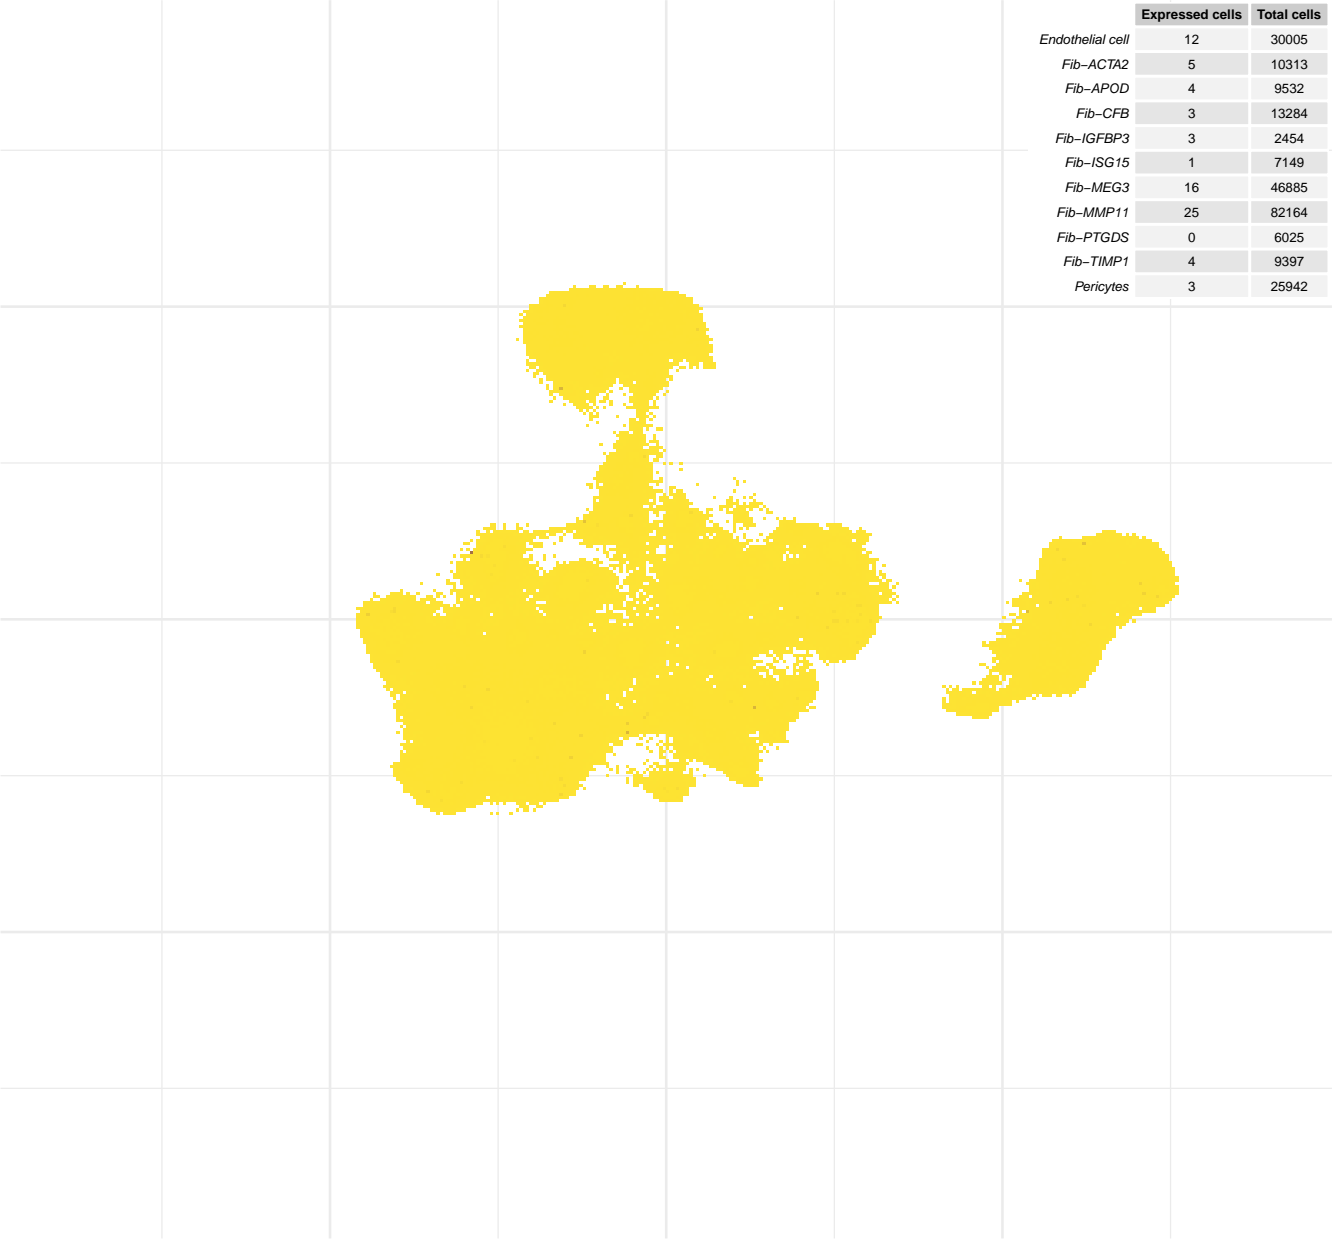 Expressed cells Total cells
Endothelial cell 12 30005
Fib−ACTA2 5 10313
Fib−APOD 4 9532
Fib−CFB 3 13284
Fib−IGFBP3 3 2454
Fib−ISG15 1 7149
Fib−MEG3 16 46885
Fib−MMP11 25 82164
Fib−PTGDS 0 6025
Fib−TIMP1 4 9397
Pericytes 3 25942